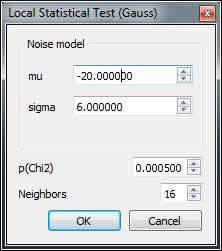 Local Statistical Test (Gauss)
Noise model
mu -20.000000
sigma 6.000000
p(Chi2) 0.000500
Neighbors 16
OK Cancel